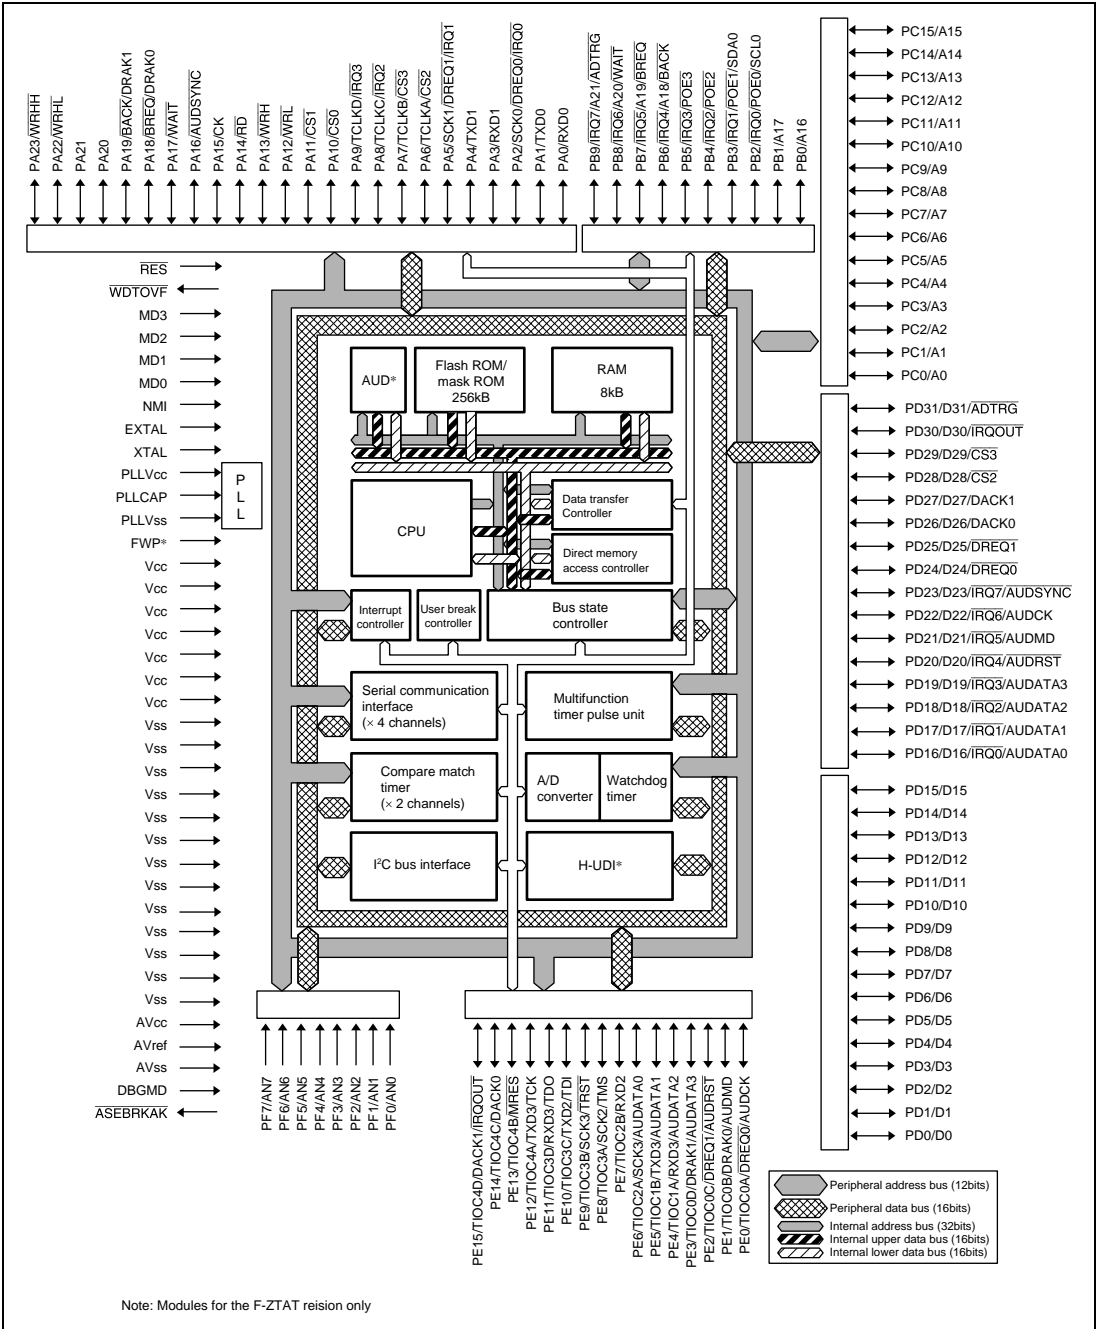 PA23/WRHH
PA22/WRHL
PA21
PA20
PA19/BACK/DRAK1
PA18/BREQ/DRAK0
PA17/WAIT
PA16/AUDSYNC
PA15/CK
PA14/RD
PA13/WRH
PA12/WRL
PA11/CS1
PA10/CS0
PA9/TCLKD/IRQ3
PA8/TCLKC/IRQ2
PA7/TCLKB/CS3
PA6/TCLKA/CS2
PA5/SCK1/DREQ1/IRQ1
PA4/TXD1
PA3/RXD1
PA2/SCK0/DREQ0/IRQ0
PA1/TXD0
PA0/RXD0
PB9/IRQ7/A21/ADTRG
PB8/IRQ6/A20/WAIT
PB7/IRQ5/A19/BREQ
PB6/IRQ4/A18/BACK
PB5/IRQ3/POE3
PB4/IRQ2/POE2
PB3/IRQ1/POE1/SDA0
PB2/IRQ0/POE0/SCL0
PB1/A17
PB0/A16
PC15/A15
PC14/A14
PC13/A13
PC12/A12
PC11/A11
PC10/A10
PC9/A9
PC8/A8
PC7/A7
PC6/A6
PC5/A5
PC4/A4
PC3/A3
PC2/A2
PC1/A1
PC0/A0
RES
WDTOVF
MD3
MD2
MD1
MD0
NMI
EXTAL
XTAL
PLLVcc
PLLCAP
PLLVss
FWP*
Vcc
Vcc
Vcc
Vcc
Vcc
Vcc
Vcc
Vss
Vss
Vss
Vss
Vss
Vss
Vss
Vss
Vss
Vss
Vss
Vss
Vss
AVcc
AVref
AVss
DBGMD
ASEBRKAK
P
L
L
AUD*
Flash ROM/
mask ROM
256kB
RAM
8kB
CPU
Data transfer
Controller
Direct memory
access controller
Interrupt
controller
User break
controller
Bus state
controller
Serial communication
interface
(× 4 channels)
Multifunction
timer pulse unit
Compare match
timer
(× 2 channels)
A/D
converter
Watchdog
timer
I²C bus interface
H-UDI*
PD31/D31/ADTRG
PD30/D30/IRQOUT
PD29/D29/CS3
PD28/D28/CS2
PD27/D27/DACK1
PD26/D26/DACK0
PD25/D25/DREQ1
PD24/D24/DREQ0
PD23/D23/IRQ7/AUDSYNC
PD22/D22/IRQ6/AUDCK
PD21/D21/IRQ5/AUDMD
PD20/D20/IRQ4/AUDRST
PD19/D19/IRQ3/AUDATA3
PD18/D18/IRQ2/AUDATA2
PD17/D17/IRQ1/AUDATA1
PD16/D16/IRQ0/AUDATA0
PD15/D15
PD14/D14
PD13/D13
PD12/D12
PD11/D11
PD10/D10
PD9/D9
PD8/D8
PD7/D7
PD6/D6
PD5/D5
PD4/D4
PD3/D3
PD2/D2
PD1/D1
PD0/D0
PF7/AN7
PF6/AN6
PF5/AN5
PF4/AN4
PF3/AN3
PF2/AN2
PF1/AN1
PF0/AN0
PE15/TIOC4D/DACK1/IRQOUT
PE14/TIOC4C/DACK0
PE13/TIOC4B/MRES
PE12/TIOC4A/TXD3/TCK
PE11/TIOC3D/RXD3/TDO
PE10/TIOC3C/TXD2/TDI
PE9/TIOC3B/SCK3/TRST
PE8/TIOC3A/SCK2/TMS
PE7/TIOC2B/RXD2
PE6/TIOC2A/SCK3/AUDATA0
PE5/TIOC1B/TXD3/AUDATA1
PE4/TIOC1A/RXD3/AUDATA2
PE3/TIOC0D/DRAK1/AUDATA3
PE2/TIOC0C/DREQ1/AUDRST
PE1/TIOC0B/DRAK0/AUDMD
PE0/TIOC0A/DREQ0/AUDCK
Peripheral address bus (12bits)
Peripheral data bus (16bits)
Internal address bus (32bits)
Internal upper data bus (16bits)
Internal lower data bus (16bits)
Note: Modules for the F-ZTAT reision only